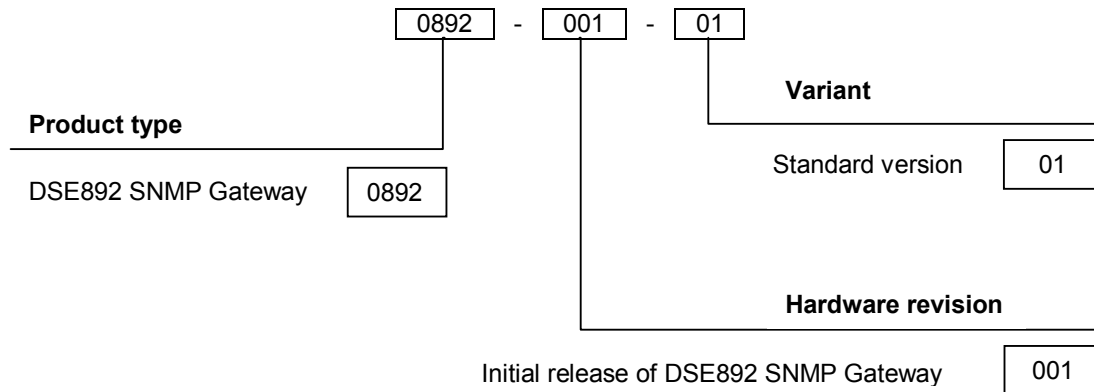 0892 - 001 - 01
Variant
Product type
Standard version 01
DSE892 SNMP Gateway 0892
Hardware revision
Initial release of DSE892 SNMP Gateway 001